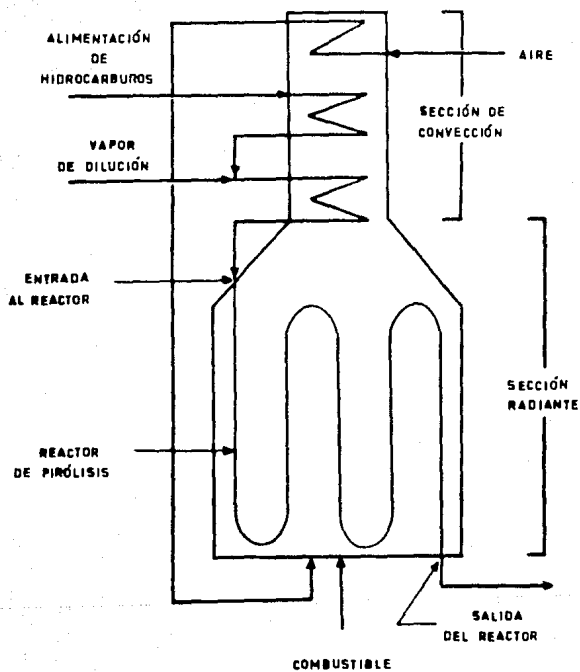 ALIMENTACIÓN
DE
HIDROCARBUROS
AIRE
SECCIÓN DE
CONVECCIÓN
VAPOR
DE DILUCIÓN
ENTRADA
AL REACTOR
SECCIÓN
RADIANTE
REACTOR
DE PIRÓLISIS
SALIDA
DEL REACTOR
COMBUSTIBLE